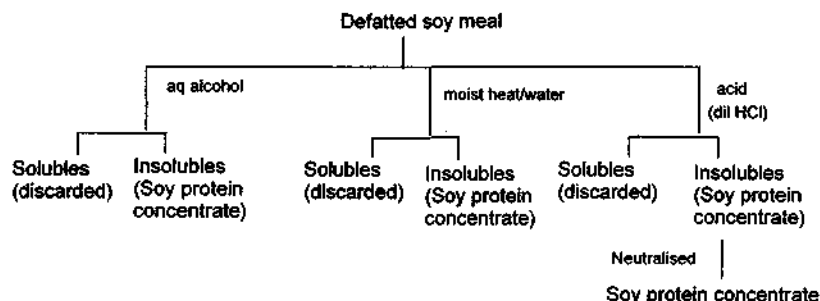 Defatted soy meal
aq alcohol
moist heat/water
acid
(dil HCl)
Solubles
(discarded)
Insolubles
(Soy protein
concentrate)
Solubles
(discarded)
Insolubles
(Soy protein
concentrate)
Solubles
(discarded)
Insolubles
(Soy protein
concentrate)
Neutralised
Soy protein concentrate